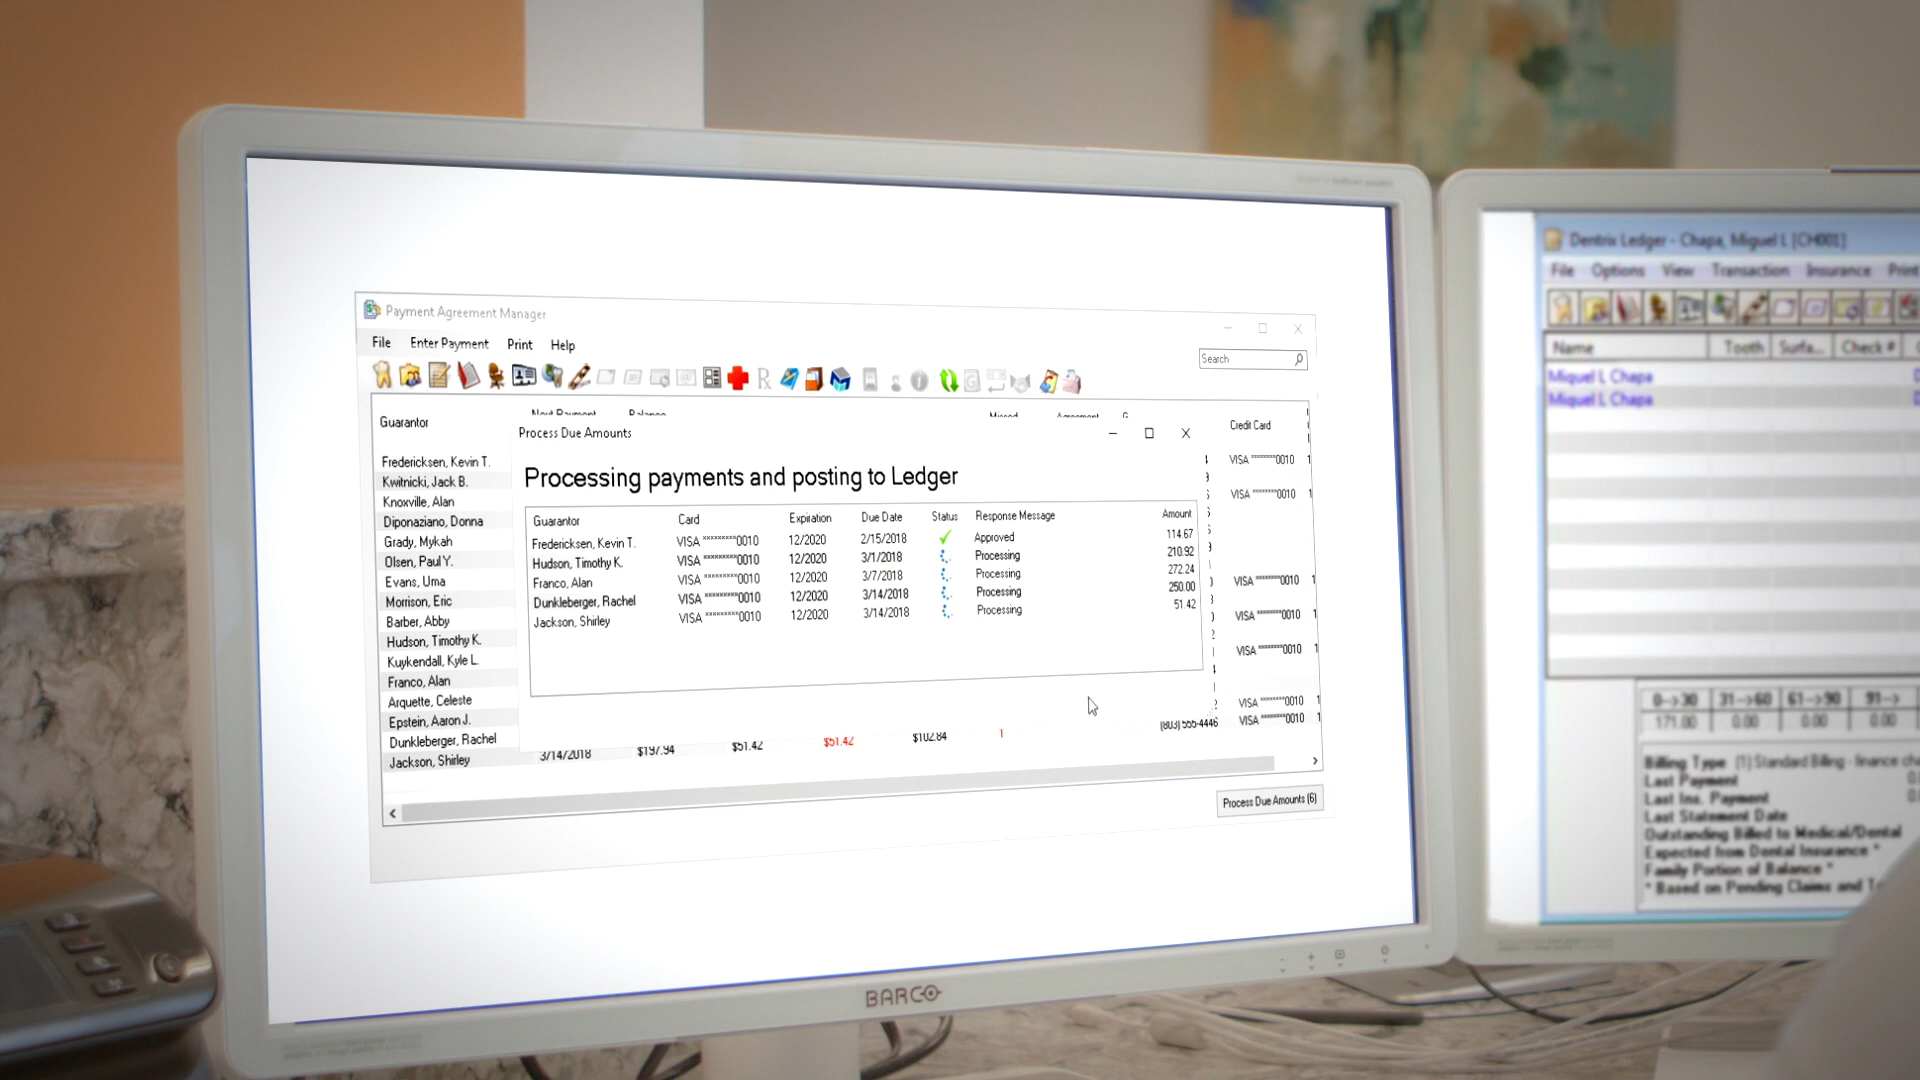 Payment Agreement Manager
File Enter Payment Print Help
Search
Guarantor
Next Payment Balance Missed Agreement
Credit Card
Process Due Amounts
Processing payments and posting to Ledger
Guarantor Card Expiration Due Date Status Response Message Amount
Fredericksen, Kevin T. VISA *********0010 12/2020 2/15/2018 Approved 114.67
Hudson, Timothy K. VISA *********0010 12/2020 3/1/2018 Processing 210.92
Franco, Alan VISA *********0010 12/2020 3/7/2018 Processing 272.24
Dunkleberger, Rachel VISA *********0010 12/2020 3/14/2018 Processing 250.00
Jackson, Shirley VISA *********0010 12/2020 3/14/2018 Processing 51.42
Fredericksen, Kevin T. VISA *********0010
Kwitnicki, Jack B.
Knoxville, Alan VISA *********0010
Diponaziano, Donna
Grady, Mykah
Olsen, Paul Y.
Evans, Uma VISA *********0010
Morrison, Eric
Barber, Abby VISA *********0010
Hudson, Timothy K.
Kuykendall, Kyle L. VISA *********0010
Franco, Alan
Arquette, Celeste
Epstein, Aaron J. VISA *********0010
Dunkleberger, Rachel (803) 555-4446 VISA *********0010
Jackson, Shirley 3/14/2018 $197.94 $51.42 $51.42 $102.84 1
Process Due Amounts (6)
BARCO
Dentrix Ledger - Chapa, Miguel L [CH001]
File Options View Transaction Insurance Print
Name Tooth Surfa... Check #
Miquel L Chapa
Miquel L Chapa
0-->30 31-->60 61-->90 91-->
171.00 0.00 0.00 0.00
Billing Type (1) Standard Billing - finance
Last Payment
Last Ins. Payment
Last Statement Date
Outstanding Billed to Medical/Dental
Expected from Dental Insurance *
Family Portion of Balance *
* Based on Pending Claims and